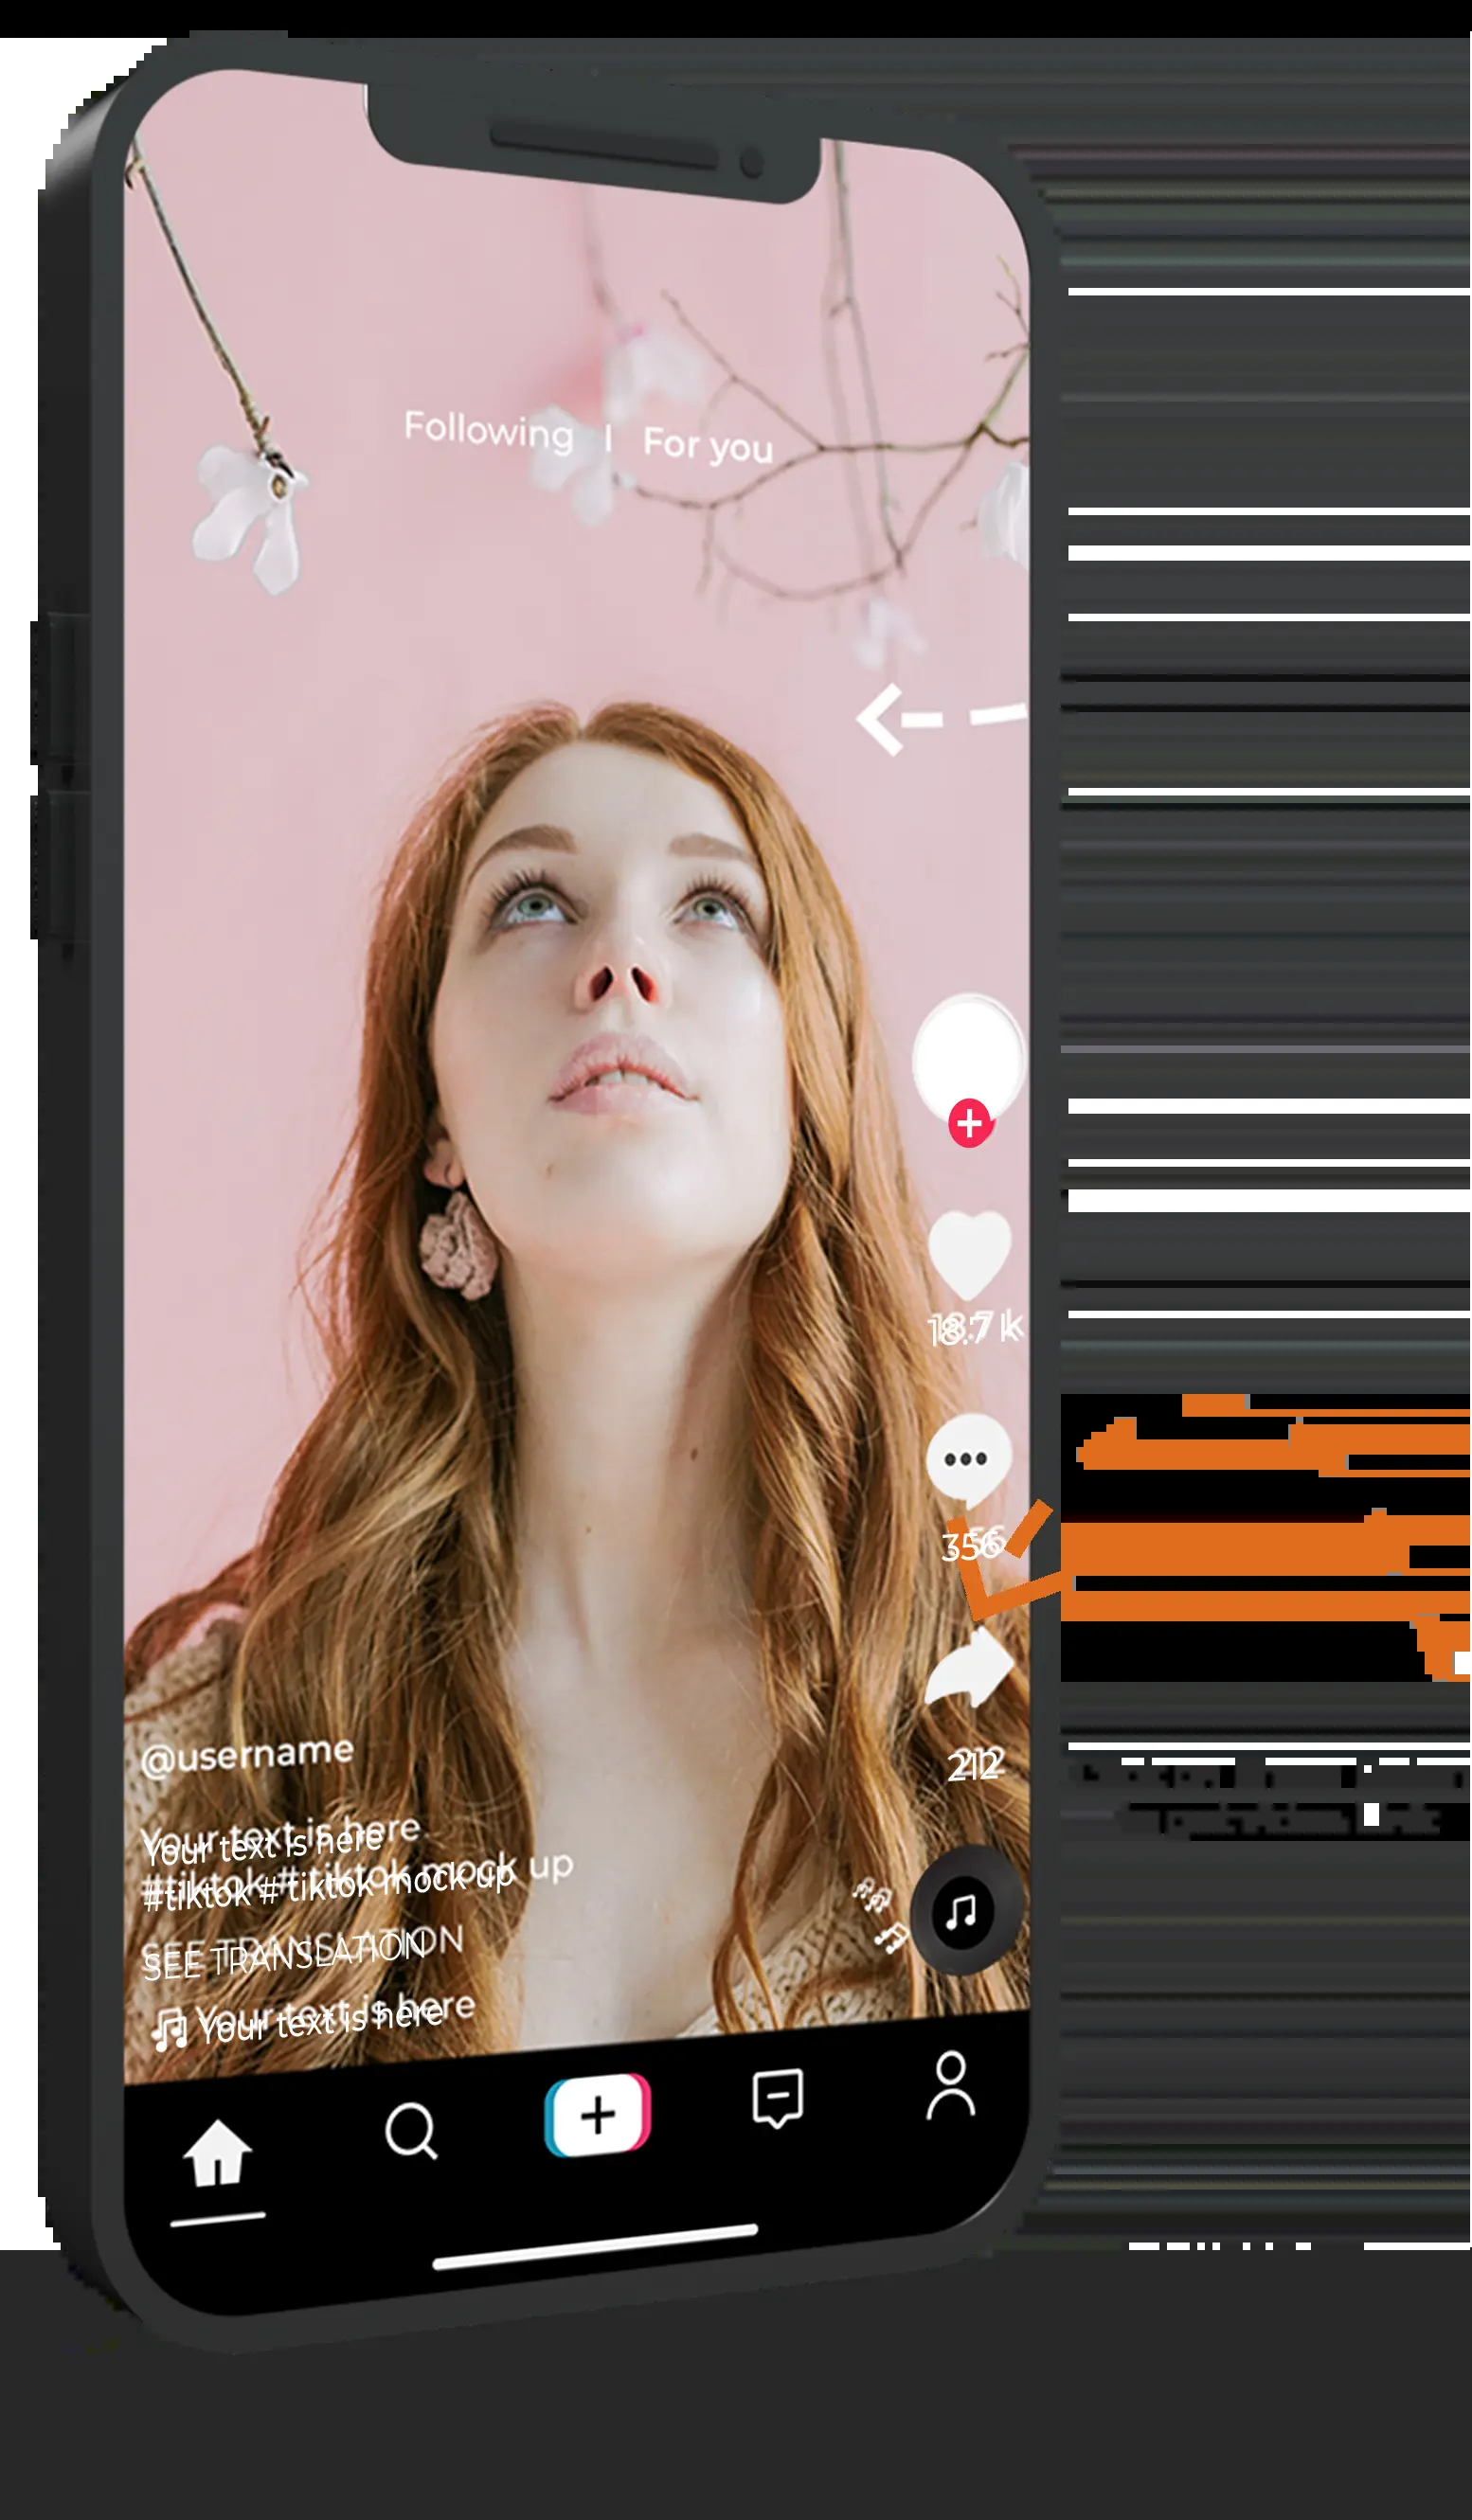 Following | For you
18.7 k
356
212
@username
Your text is here
#tiktok # tiktok mock up
SEE TRANSLATION
Your text is here